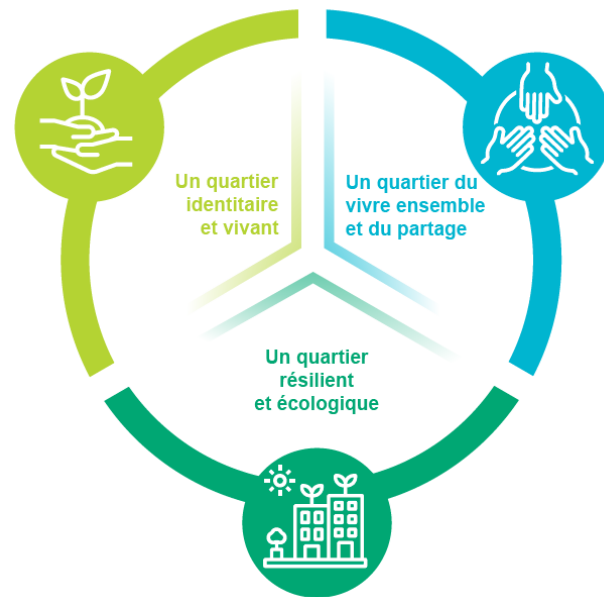 Un quartier
identitaire
et vivant
Un quartier du
vivre ensemble
et du partage
Un quartier
résilient
et écologique